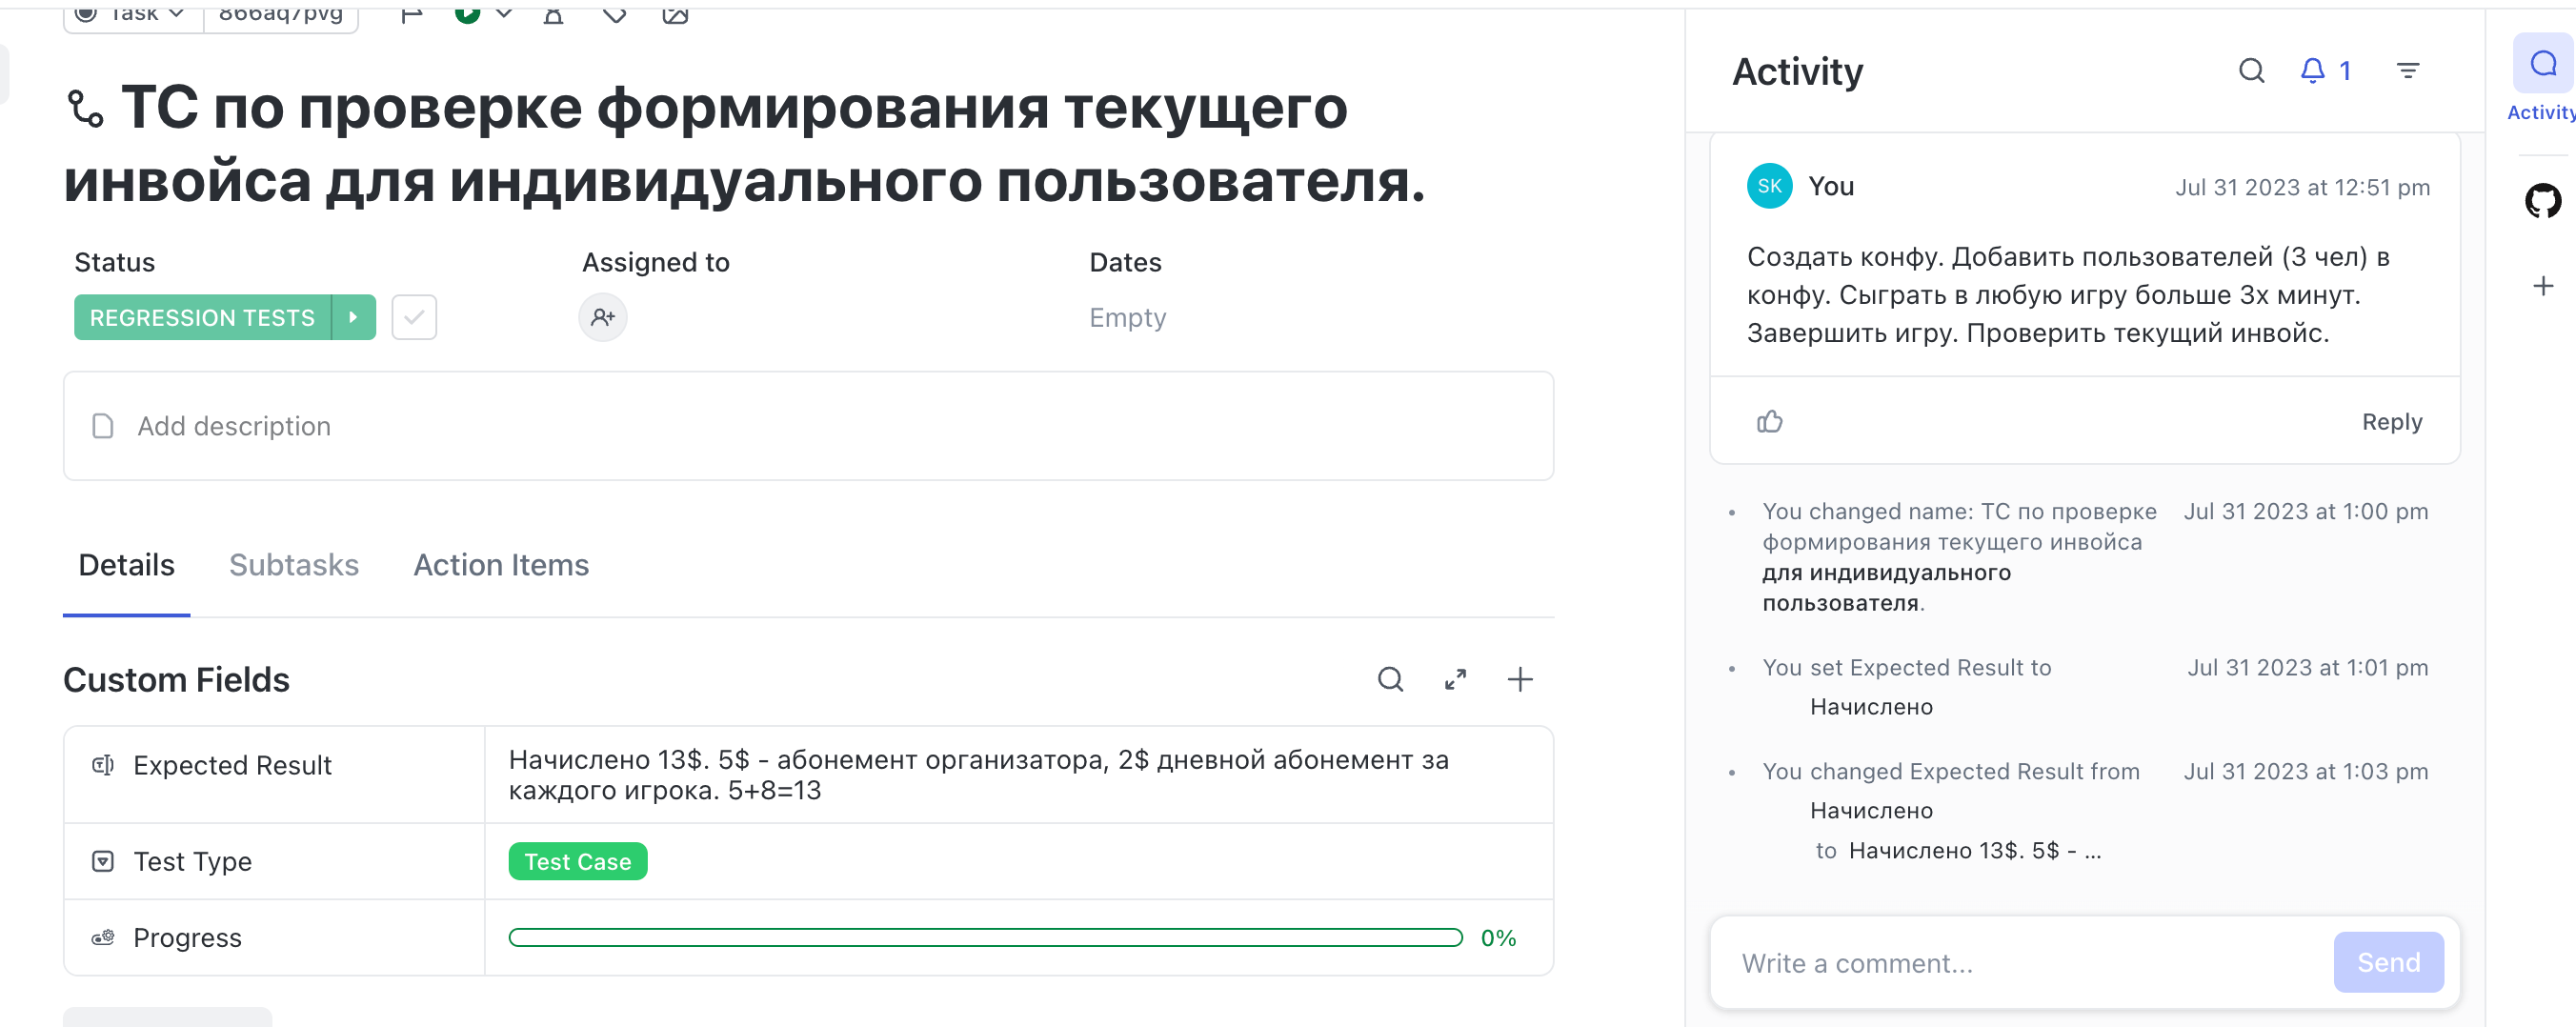 Task
866aq7pvg
ТС по проверке формирования текущего
инвойса для индивидуального пользователя.
Status
Assigned to
Dates
REGRESSION TESTS
Empty
Add description
Details
Subtasks
Action Items
Custom Fields
Expected Result
Начислено 13$. 5$ - абонемент организатора, 2$ дневной абонемент за
каждого игрока. 5+8=13
Test Type
Test Case
Progress
0%
Activity
1
SK
You
Jul 31 2023 at 12:51 pm
Создать конфу. Добавить пользователей (3 чел) в
конфу. Сыграть в любую игру больше 3х минут.
Завершить игру. Проверить текущий инвойс.
Reply
You changed name: ТС по проверке
Jul 31 2023 at 1:00 pm
формирования текущего инвойса
для индивидуального
пользователя.
You set Expected Result to
Jul 31 2023 at 1:01 pm
Начислено
You changed Expected Result from
Jul 31 2023 at 1:03 pm
Начислено
to Начислено 13$. 5$ - ...
Write a comment...
Send
Activity